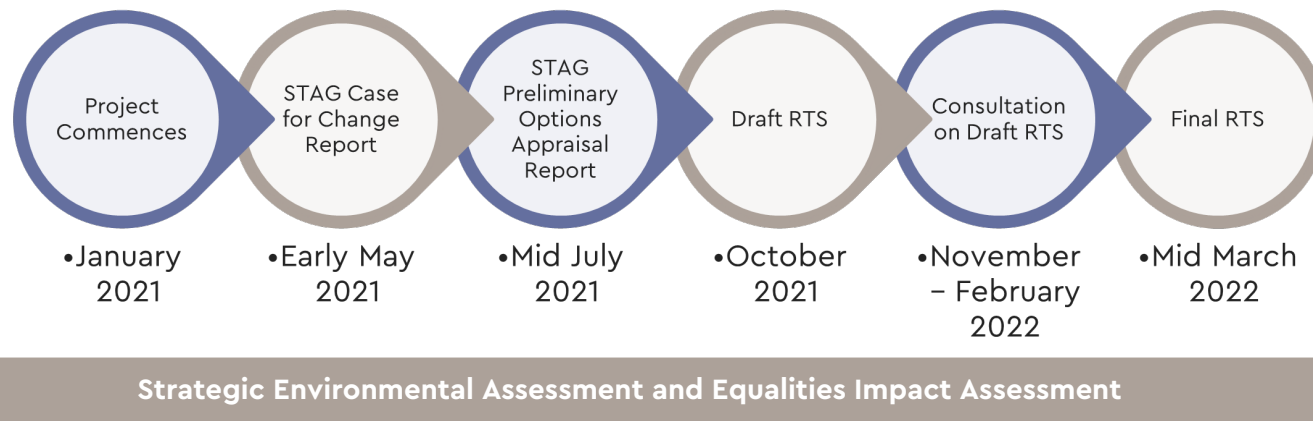 Project
Commences
STAG Case
for Change
Report
STAG
Preliminary
Options
Appraisal
Report
Draft RTS
Consultation
on Draft RTS
Final RTS
•January
2021
•Early May
2021
•Mid July
2021
•October
2021
•November
– February
2022
•Mid March
2022
Strategic Environmental Assessment and Equalities Impact Assessment